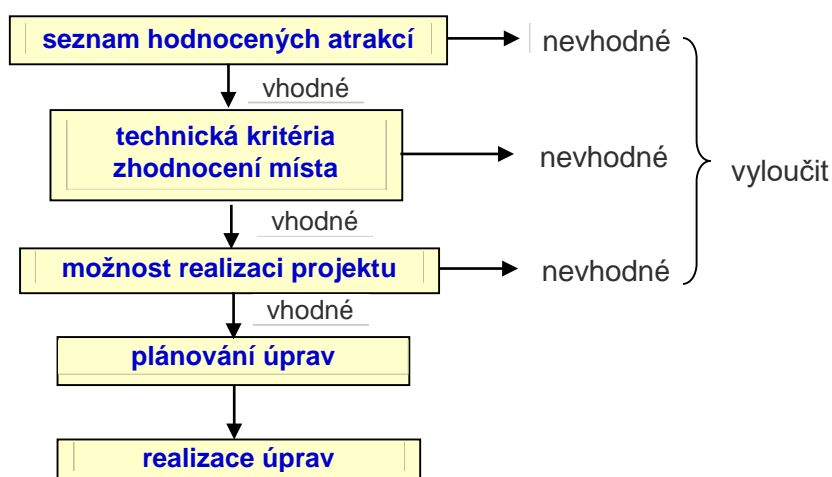 seznam hodnocených atrakcí
nevhodné
vhodné
technická kritéria
zhodnocení místa
nevhodné
vyloučit
vhodné
možnost realizaci projektu
nevhodné
vhodné
plánování úprav
realizace úprav